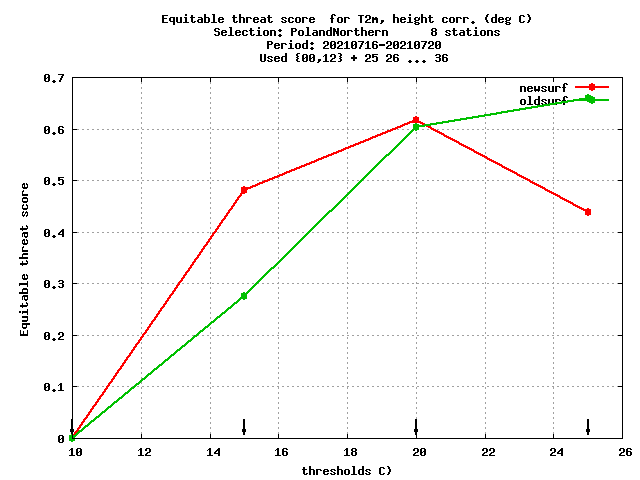 Equitable threat score  for T2m, height corr. (deg C)
Selection: PolandNorthern      8 stations
Period: 20210716-20210720
Used {00,12} + 25 26 ... 36
newsurf
oldsurf
Equitable threat score
0.7
0.6
0.5
0.4
0.3
0.2
0.1
0
10 12 14 16 18 20 22 24 26
thresholds C)